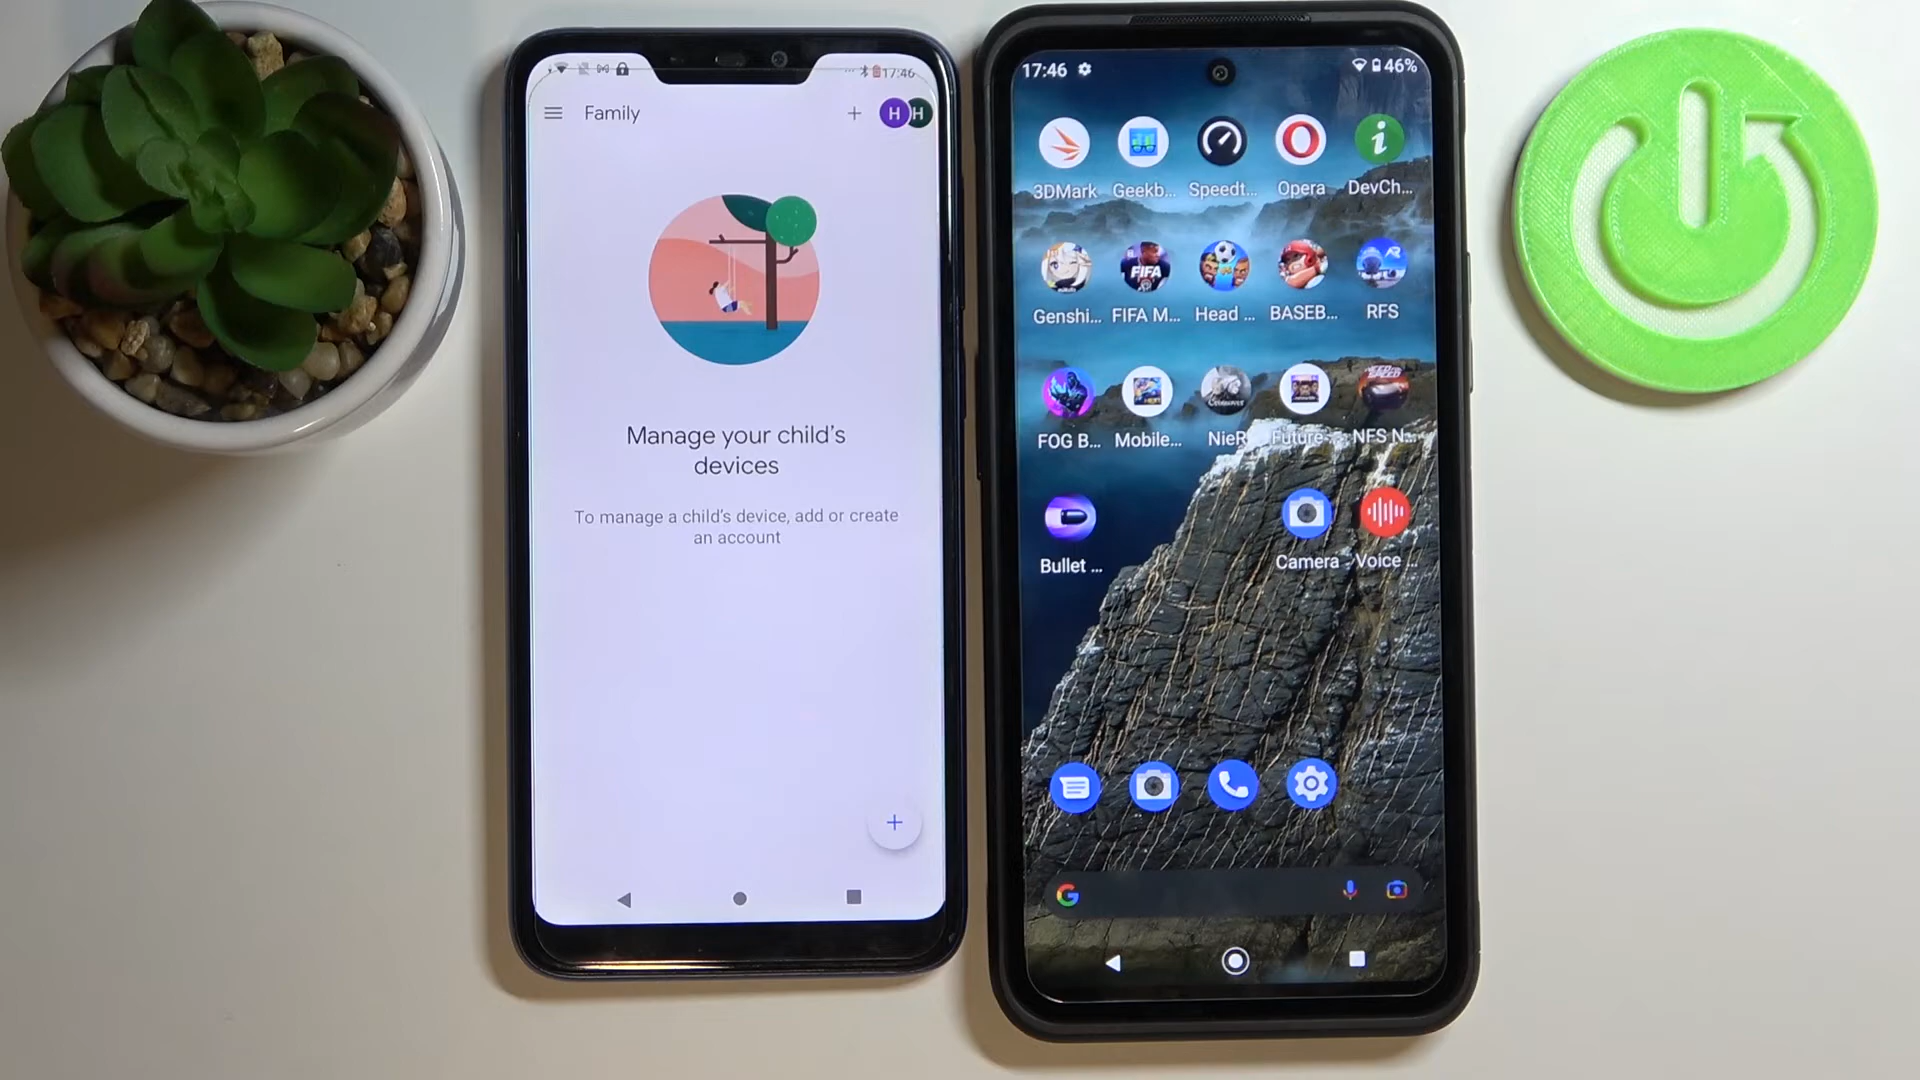 17:46
Family
H
H
Manage your child's
devices
To manage a child's device, add or create
an account
17:46
46%
3DMark
Geekb...
Speedt...
Opera
DevCh...
FIFA
Genshi...
FIFA M...
Head ...
BASEB...
RFS
FOG B...
Mobile...
NieR
Future
NFS N...
Bullet ...
Camera
Voice ...
G